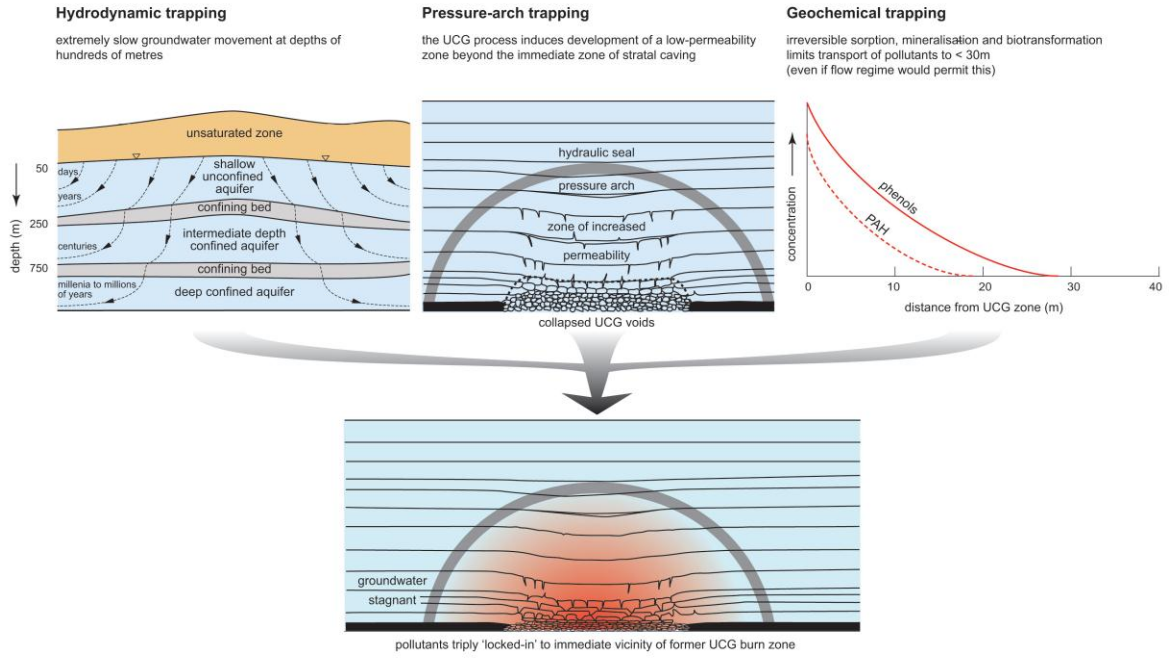 Hydrodynamic trapping
extremely slow groundwater movement at depths of
hundreds of metres
unsaturated zone
50
days
shallow
unconfined
aquifer
years
confining bed
250
intermediate depth
confined aquifer
centuries
750
confining bed
millenia to millions
of years
deep confined aquifer
depth (m)
Pressure-arch trapping
the UCG process induces development of a low-permeability
zone beyond the immediate zone of stratal caving
hydraulic seal
pressure arch
zone of increased
permeability
collapsed UCG voids
Geochemical trapping
irreversible sorption, mineralisation and biotransformation
limits transport of pollutants to < 30m
(even if flow regime would permit this)
concentration
phenols
PAH
0 10 20 30 40
distance from UCG zone (m)
groundwater
stagnant
pollutants triply ‘locked-in’ to immediate vicinity of former UCG burn zone